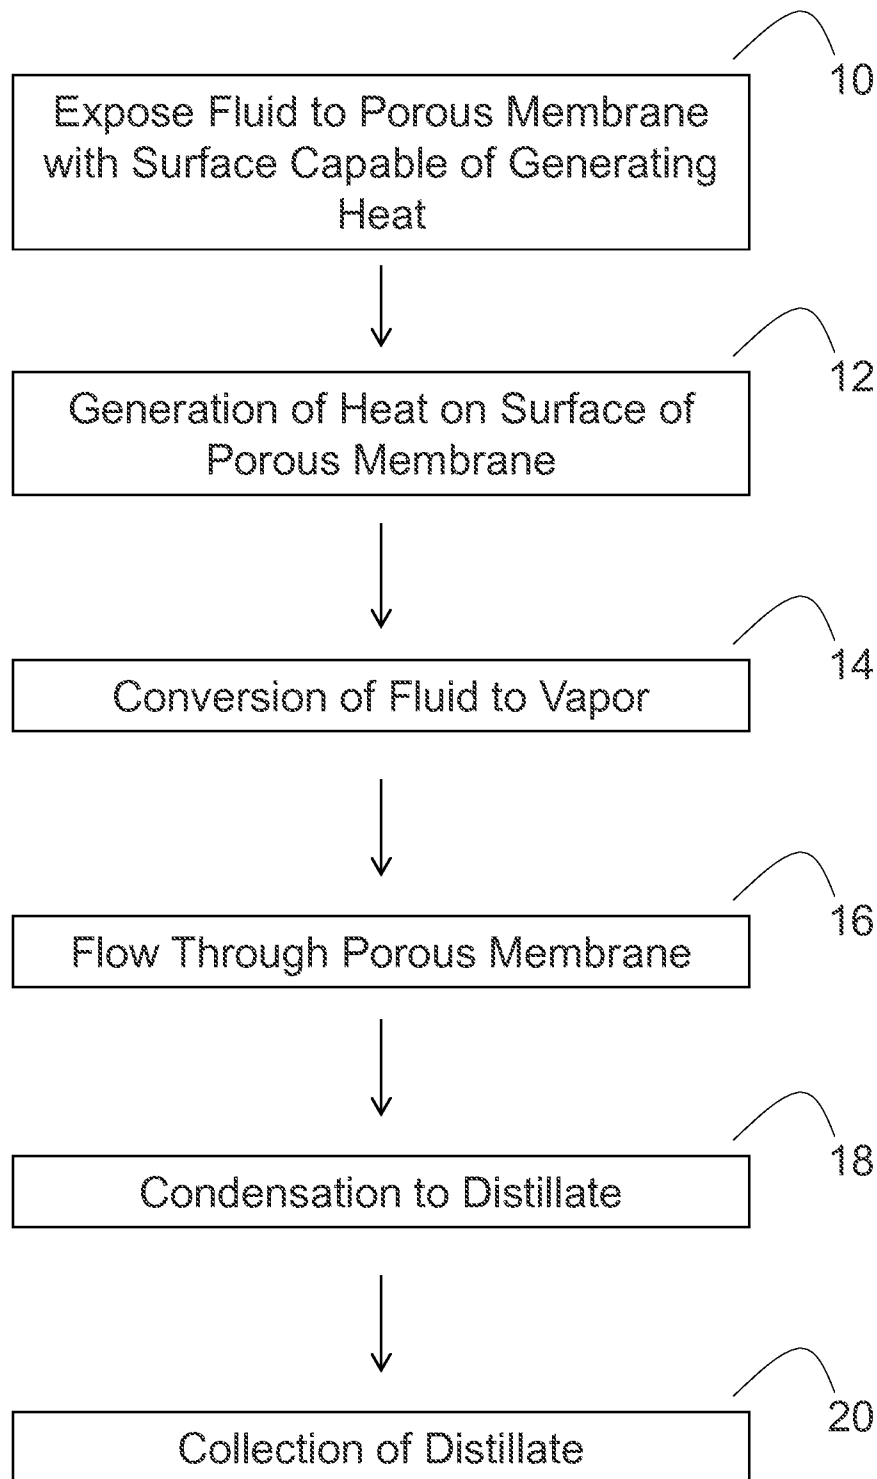 10
Expose Fluid to Porous Membrane
with Surface Capable of Generating
Heat
12
Generation of Heat on Surface of
Porous Membrane
14
Conversion of Fluid to Vapor
16
Flow Through Porous Membrane
18
Condensation to Distillate
20
Collection of Distillate